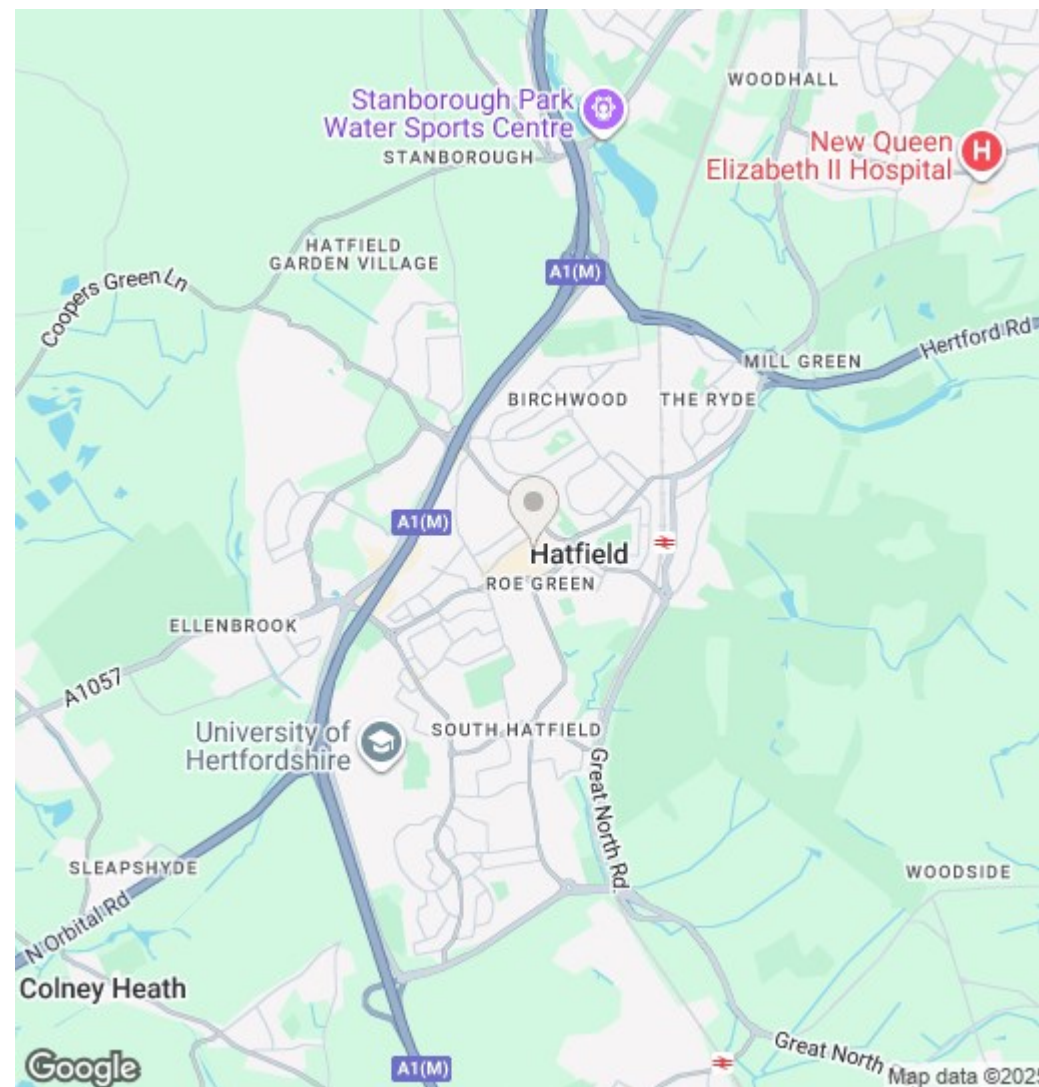 WOODHALL
Stanborough Park
Water Sports Centre
STANBOROUGH
New Queen
Elizabeth II Hospital
H
HATFIELD
GARDEN VILLAGE
A1(M)
Coopers Green Ln
Hertford Rd
MILL GREEN
BIRCHWOOD
THE RYDE
A1(M)
Hatfield
ROE GREEN
ELLENBROOK
A1057
University of
Hertfordshire
SOUTH HATFIELD
Great North Rd
SLEAPSHYDE
WOODSIDE
N Orbital Rd
Colney Heath
Google
A1(M)
Great North
Map data ©2025